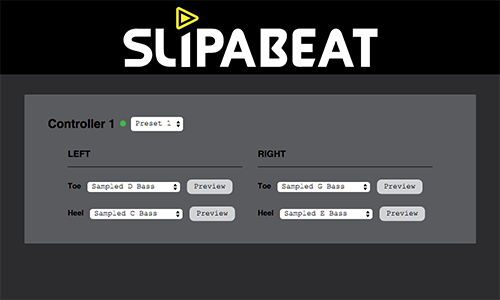 SLIPABEAT
Controller 1 Preset 1
LEFT
RIGHT
Toe Sampled D Bass Preview
Toe Sampled G Bass Preview
Heel Sampled C Bass Preview
Heel Sampled E Bass Preview